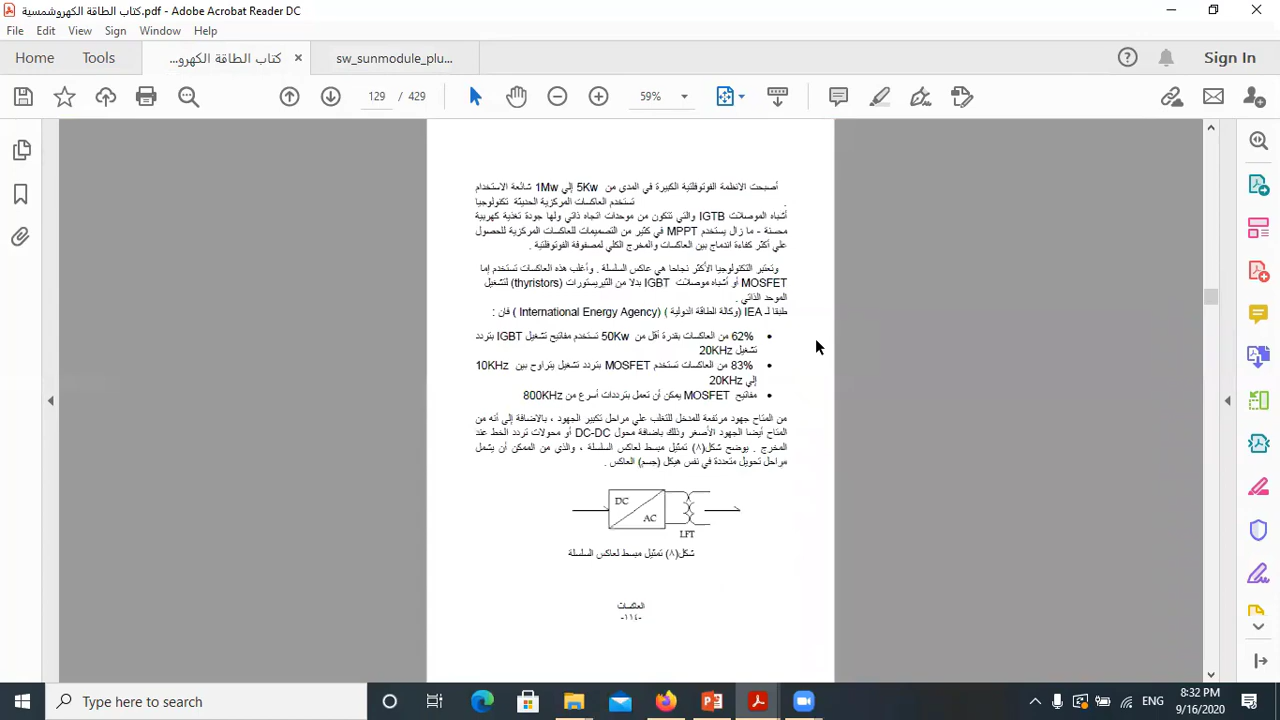 كتاب الطاقة الكهروشمسية.pdf - Adobe Acrobat Reader DC
File Edit View Sign Window Help
Home Tools كتاب الطاقة الكهرو... sw_sunmodule_plu... Sign In
129 / 429 59%
أصبحت الانظمة الفوتوفلتية الكبيرة في المدى من 5Kw إلي 1Mw شائعة الاستخدام
. تستخدم العاكسات المركزية الحديثة تكنولوجيا
أشباه الموصلات IGTB والتي تتكون من موحدات اتجاه ذاتي ولها جودة تغذية كهربية
محسنة - ما زال يستخدم MPPT في كثير من التصميمات للعاكسات المركزية للحصول
علي أكثر كفاءة اندماج بين العاكسات والمخرج الكلي لمصفوفة الفوتوفلتية .
وتعتبر التكنولوجيا الأكثر نجاحا هي عاكس السلسلة . وأغلب هذه العاكسات تستخدم إما
MOSFET أو أشباه موصلات IGBT بدلا من الثيريستورات (thyristors) لتشغيل
الموحد الذاتي .
طبقا لـ IEA (وكالة الطاقة الدولية ) (International Energy Agency ) فان :
• 62% من العاكسات بقدرة أقل من 50Kw تستخدم مفاتيح تشغيل IGBT بتردد
تشغيل 20KHz
• 83% من العاكسات تستخدم MOSFET بتردد تشغيل يتراوح بين 10KHz
إلي 20KHz
• مفاتيح MOSFET يمكن أن تعمل بترددات أسرع من 800KHz
من المتاح جهود مرتفعة للمدخل للتغلب علي مراحل تكبير الجهود ، بالاضافة إلي أنه من
المتاح أيضا الجهود الأصغر وذلك باضافة محول DC-DC أو محولات تردد الخط عند
المخرج . يوضح شكل(٨) تمثيل مبسط لعاكس السلسلة ، والذي من الممكن أن يشمل
مراحل تحويل متعددة في نفس هيكل (جسم) العاكس .
DC
AC
LFT
شكل(٨) تمثيل مبسط لعاكس السلسلة
العاكسات
-١١٤-
Type here to search
ENG
8:32 PM
9/16/2020